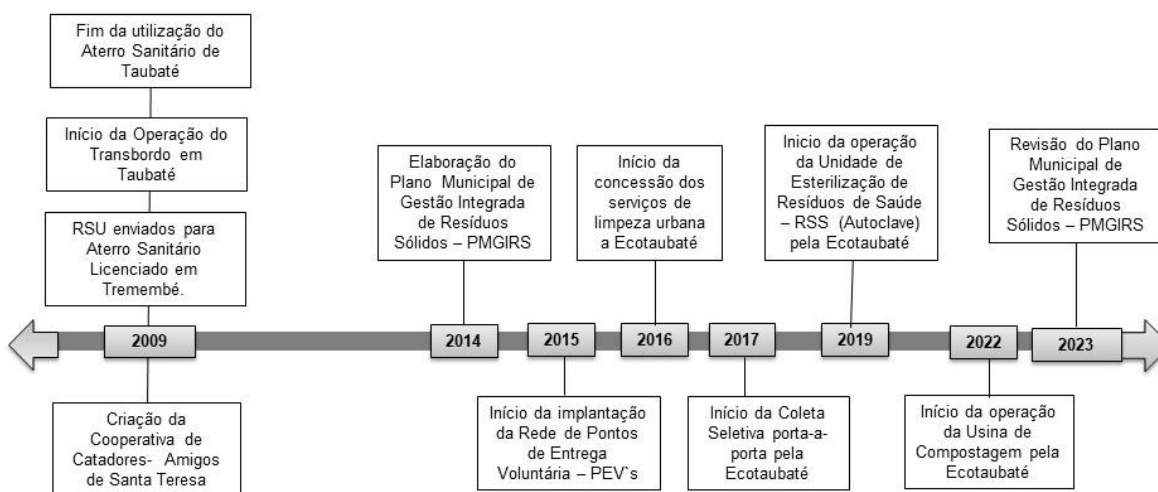 Fim da utilização do
Aterro Sanitário de
Taubaté
Início da Operação do
Transbordo em
Taubaté
RSU enviados para
Aterro Sanitário
Licenciado em
Tremembé.
Elaboração do
Plano Municipal de
Gestão Integrada
de Resíduos
Sólidos – PMGIRS
Início da
concessão dos
serviços de
limpeza urbana
a Ecotaubaté
Inicio da operação
da Unidade de
Esterilização de
Resíduos de Saúde
– RSS (Autoclave)
pela Ecotaubaté
Revisão do Plano
Municipal de
Gestão Integrada
de Resíduos
Sólidos – PMGIRS
2009
2014
2015
2016
2017
2019
2022
2023
Criação da
Cooperativa de
Catadores- Amigos
de Santa Teresa
Início da implantação
da Rede de Pontos
de Entrega
Voluntária – PEV`s
Início da Coleta
Seletiva porta-a-
porta pela
Ecotaubaté
Início da operação
da Usina de
Compostagem pela
Ecotaubaté